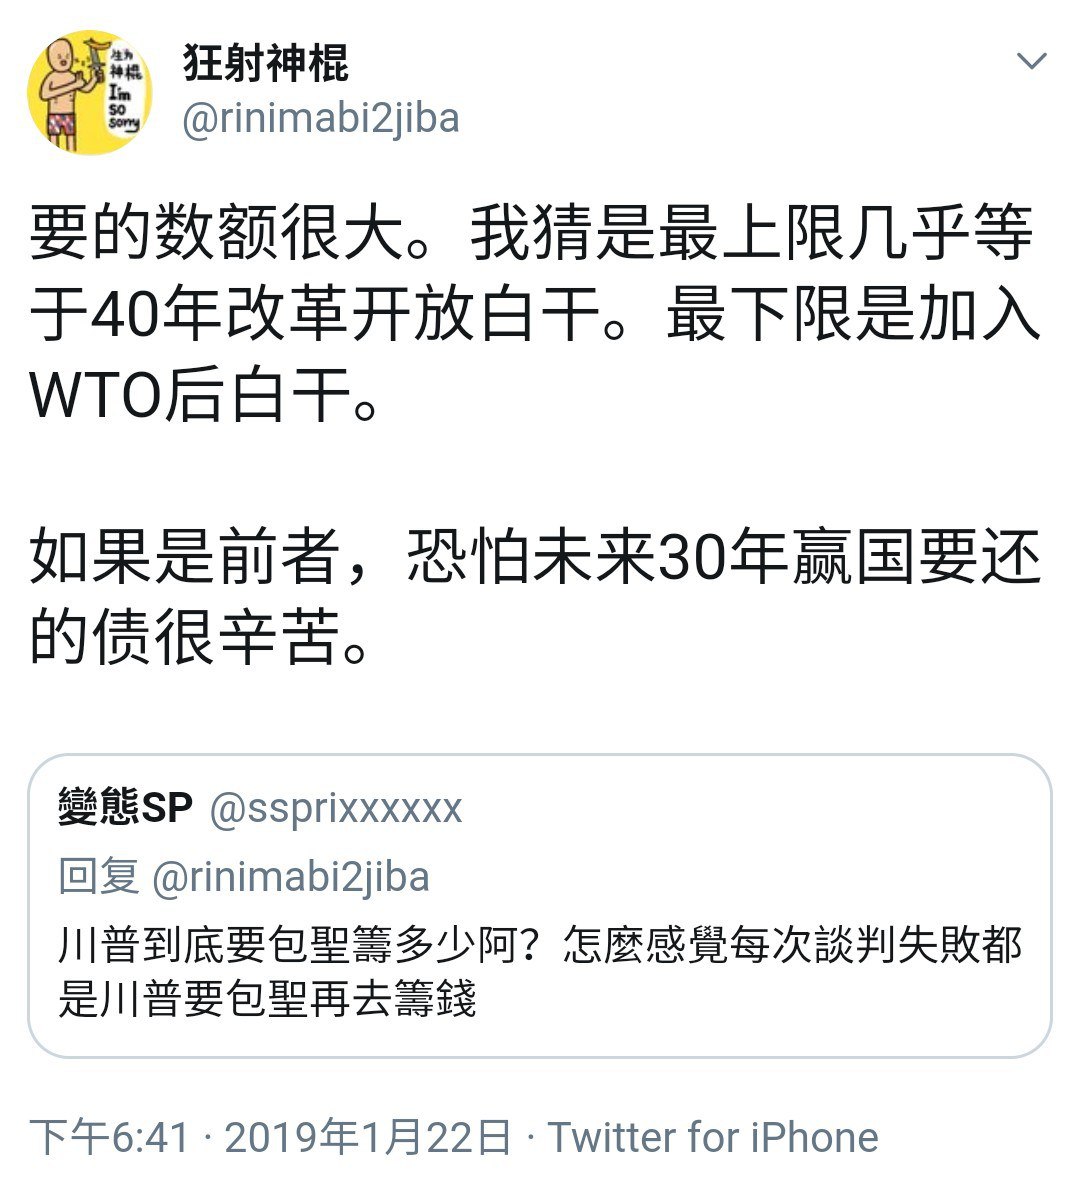 生为
神棍
I'm
so
sorry
狂射神棍
@rinimabi2jiba
要的数额很大。我猜是最上限几乎等
于40年改革开放白干。最下限是加入
WTO后白干。
如果是前者，恐怕未来30年赢国要还
的债很辛苦。
變態SP @ssprixxxxxx
回复 @rinimabi2jiba
川普到底要包聖籌多少阿？怎麼感覺每次談判失敗都
是川普要包聖再去籌錢
下午6:41 · 2019年1月22日 · Twitter for iPhone